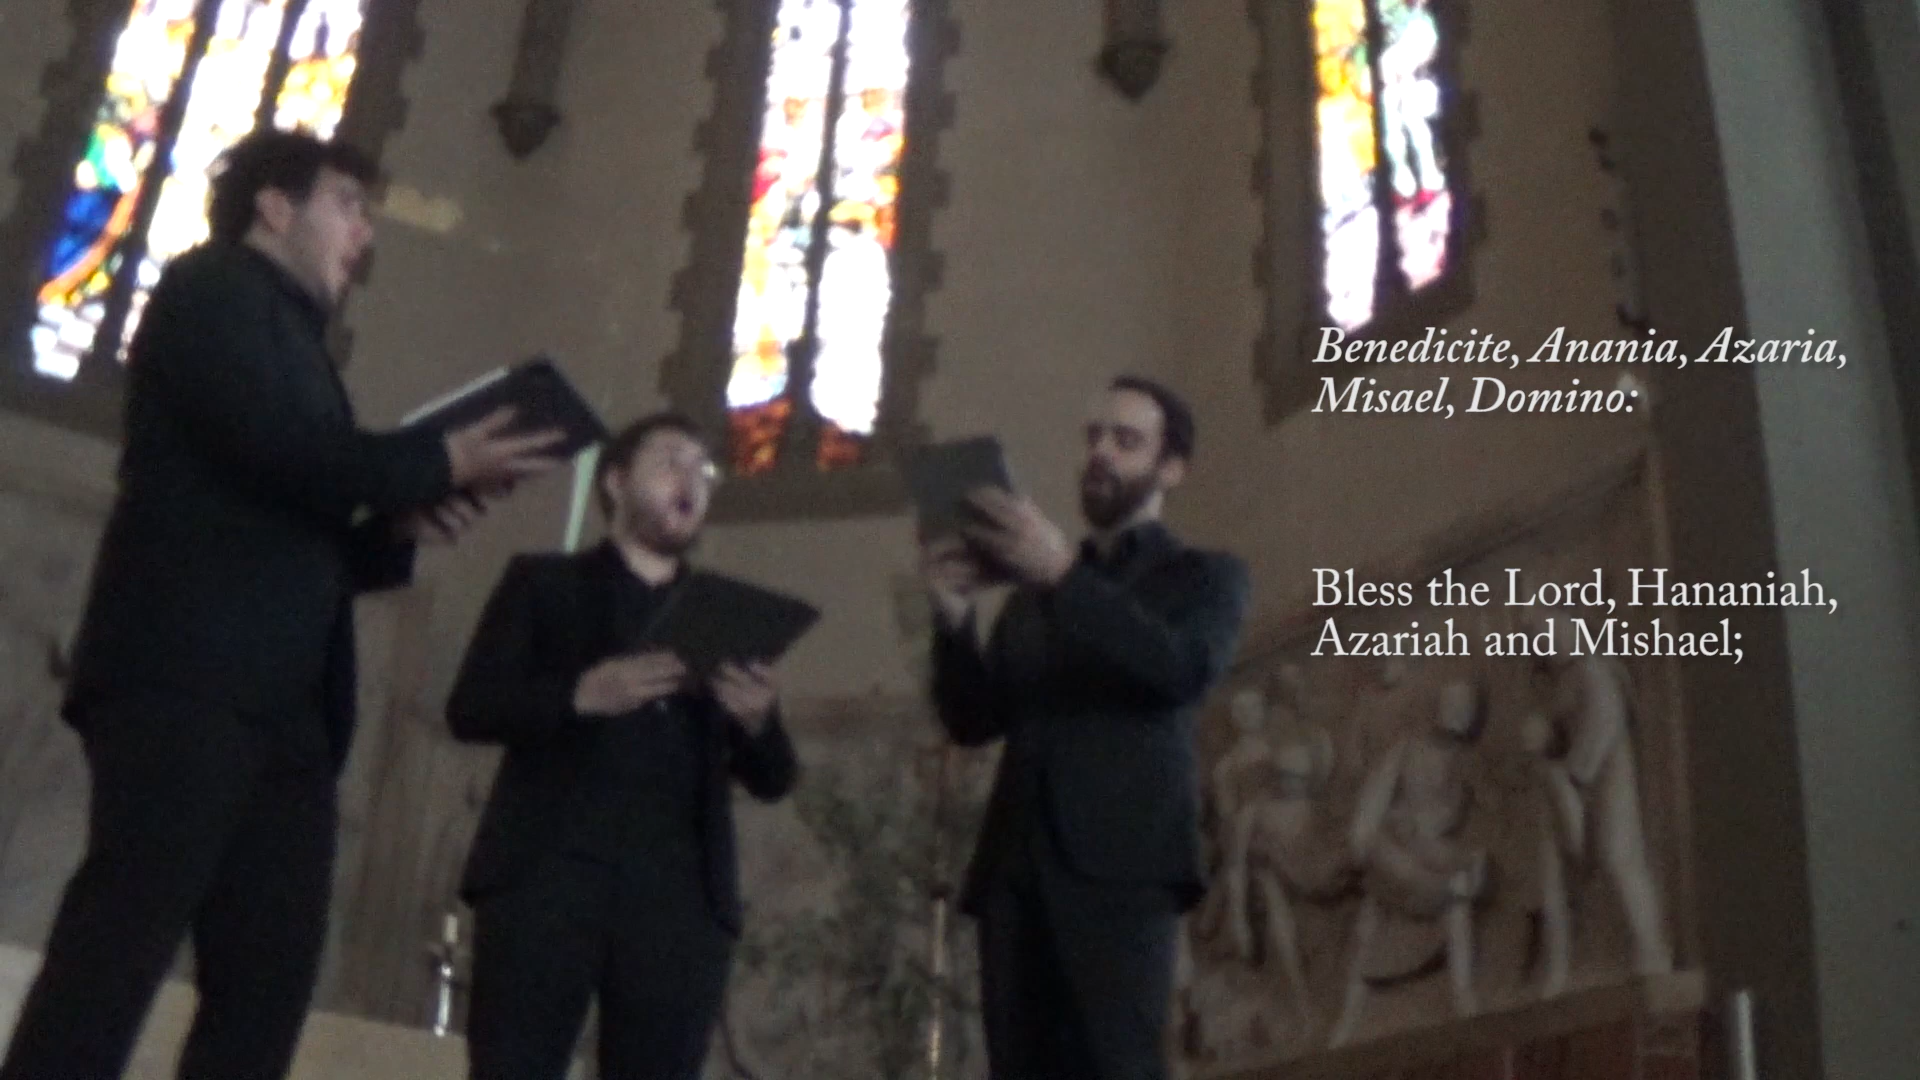 Benedicite, Anania, Azaria,
Misael, Domino:
Bless the Lord, Hananiah,
Azariah and Mishael;